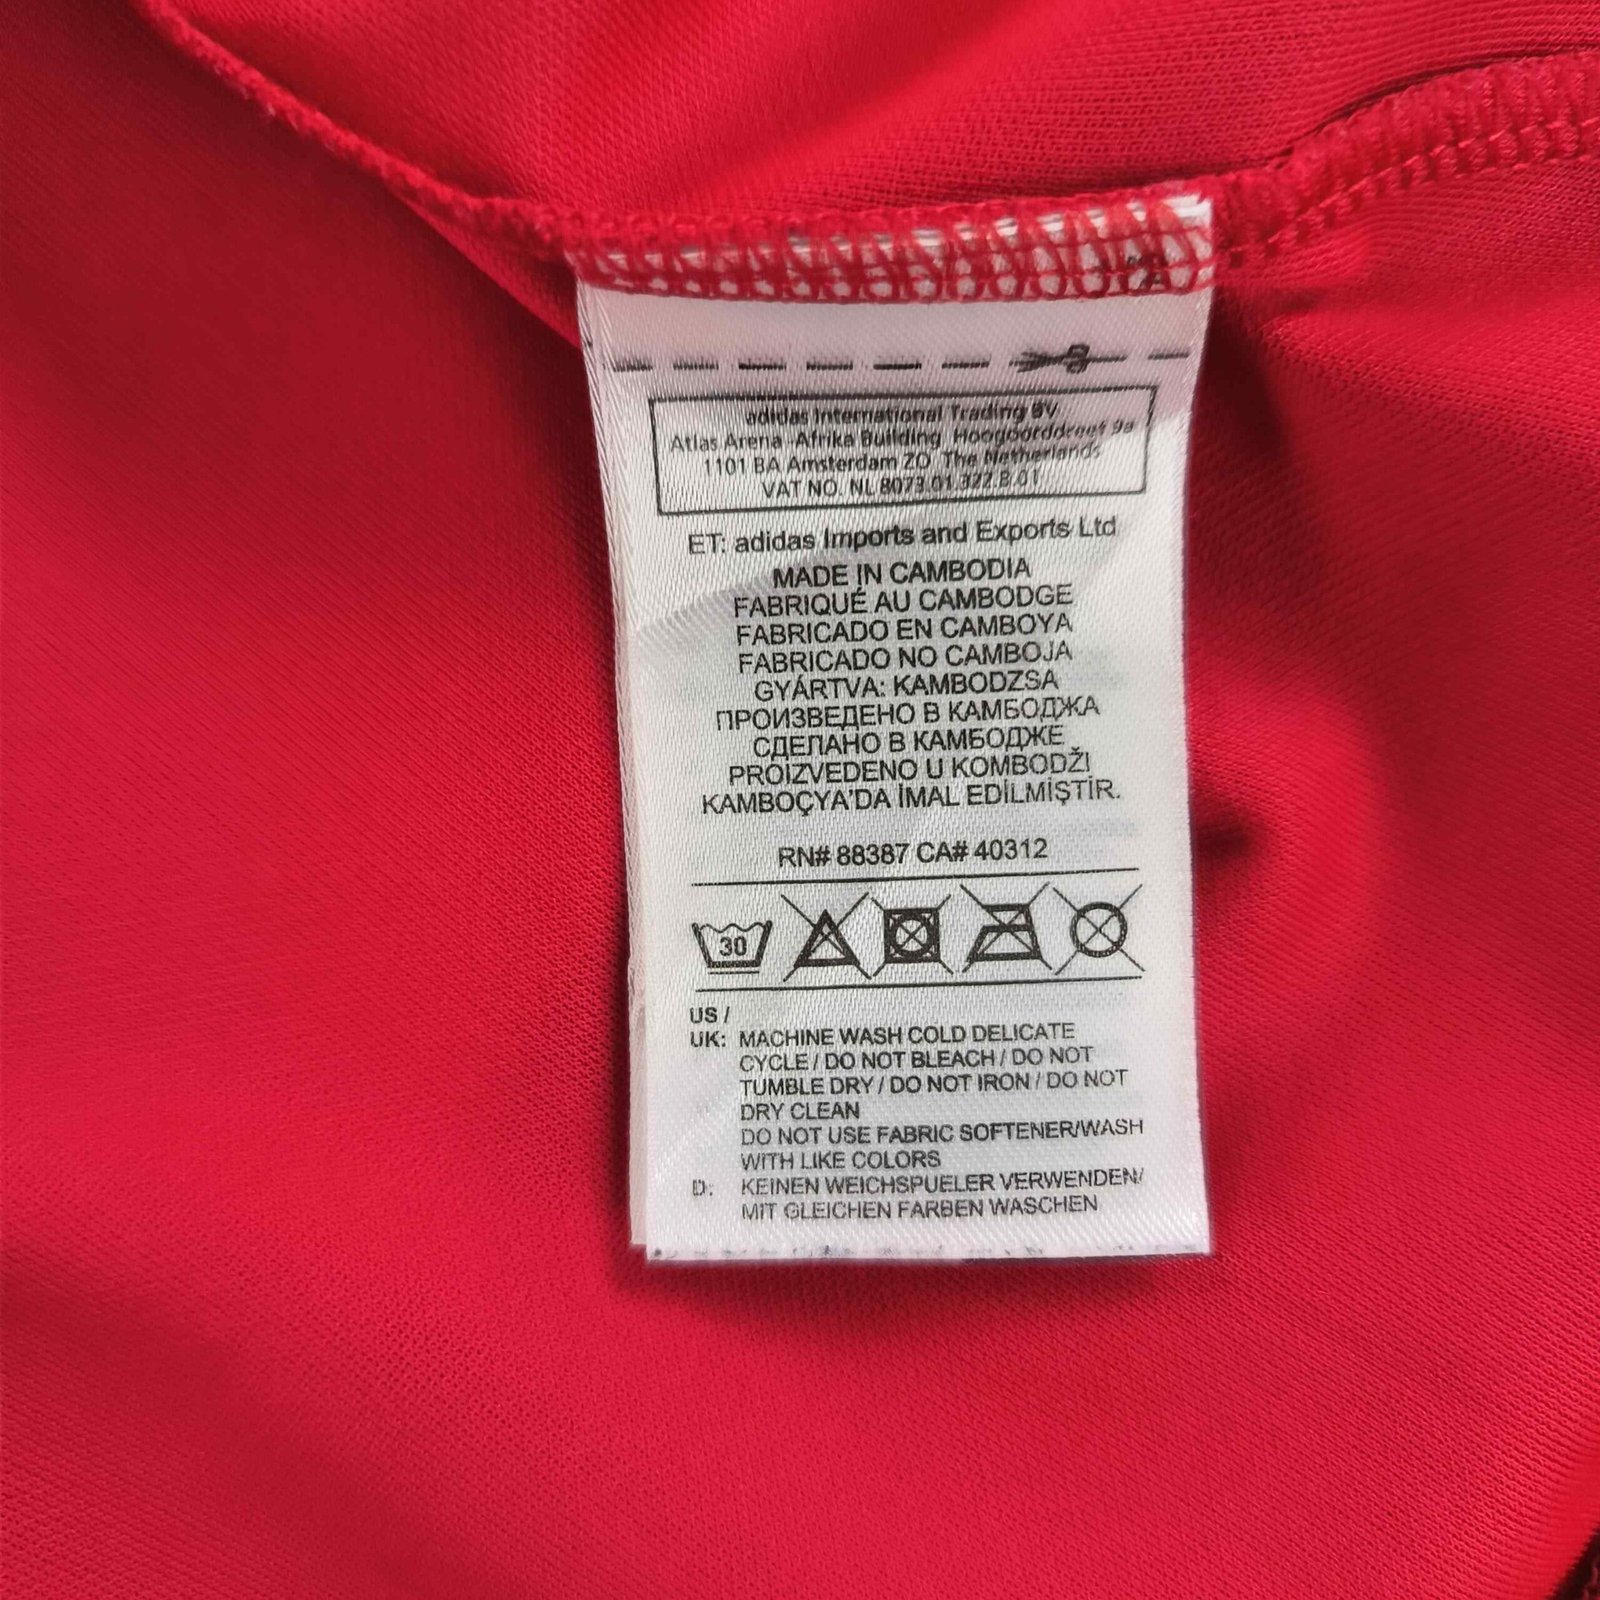 adidas International Trading BV
Atlas Arena -Afrika Building, Hoogoorddreef 9a
1101 BA Amsterdam ZO, The Netherlands
VAT NO. NL 8073.01.322.B.01
ET: adidas Imports and Exports Ltd
MADE IN CAMBODIA
FABRIQUÉ AU CAMBODGE
FABRICADO EN CAMBOYA
FABRICADO NO CAMBOJA
GYÁRTVA: KAMBODZSA
ПРОИЗВЕДЕНО В КАМБОДЖА
СДЕЛАНО В КАМБОДЖЕ
PROIZVEDENO U KOMBODŽI
KAMBOÇYA'DA İMAL EDİLMİŞTİR.
RN# 88387 CA# 40312
30
US /
UK: MACHINE WASH COLD DELICATE
CYCLE / DO NOT BLEACH / DO NOT
TUMBLE DRY / DO NOT IRON / DO NOT
DRY CLEAN
DO NOT USE FABRIC SOFTENER/WASH
WITH LIKE COLORS
D: KEINEN WEICHSPUELER VERWENDEN/
MIT GLEICHEN FARBEN WASCHEN